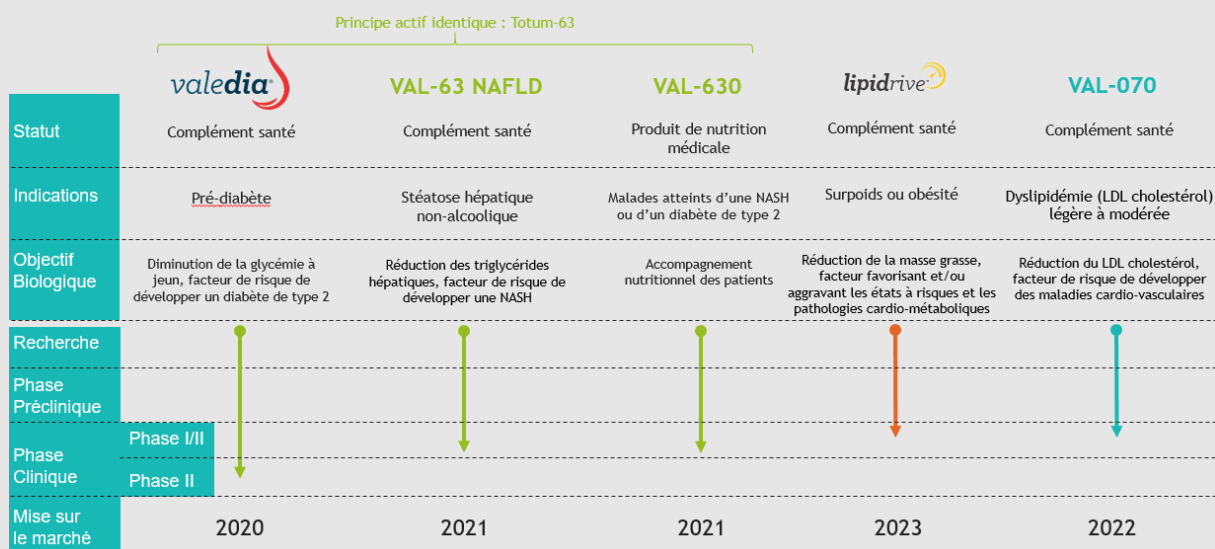 Principe actif identique : Totum-63
valedia®
VAL-63 NAFLD
VAL-630
lipidrive
VAL-070
Statut
Complément santé
Complément santé
Produit de nutrition
médicale
Complément santé
Complément santé
Indications
Pré-diabète
Stéatose hépatique
non-alcoolique
Malades atteints d'une NASH
ou d'un diabète de type 2
Surpoids ou obésité
Dyslipidémie (LDL cholestérol)
légère à modérée
Objectif
Biologique
Diminution de la glycémie à
jeun, facteur de risque de
développer un diabète de type 2
Réduction des triglycérides
hépatiques, facteur de risque de
développer une NASH
Accompagnement
nutritionnel des patients
Réduction de la masse grasse,
facteur favorisant et/ou
aggravant les états à risques et les
pathologies cardio-métaboliques
Réduction du LDL cholestérol,
facteur de risque de développer
des maladies cardio-vasculaires
Recherche
Phase
Préclinique
Phase
Clinique
Phase I/II
Phase II
Mise sur
le marché
2020
2021
2021
2023
2022